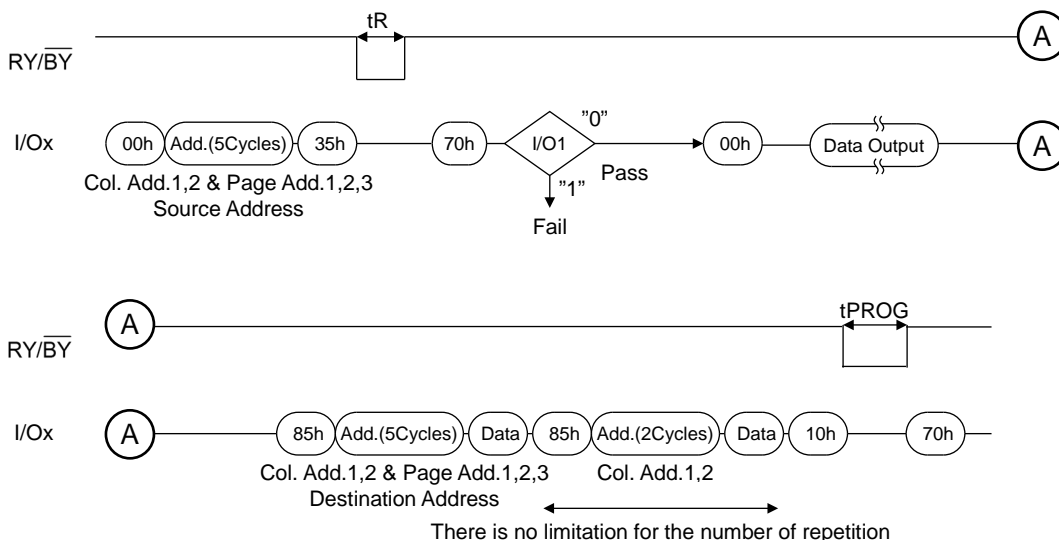 tR
RY/BY
A
I/Ox
00h Add.(5Cycles) 35h 70h I/O1 "0" 00h Data Output A
Pass
"1"
Fail
Col. Add.1,2 & Page Add.1,2,3
Source Address
A
tPROG
RY/BY
I/Ox
A 85h Add.(5Cycles) Data 85h Add.(2Cycles) Data 10h 70h
Col. Add.1,2 & Page Add.1,2,3 Col. Add.1,2
Destination Address
There is no limitation for the number of repetition